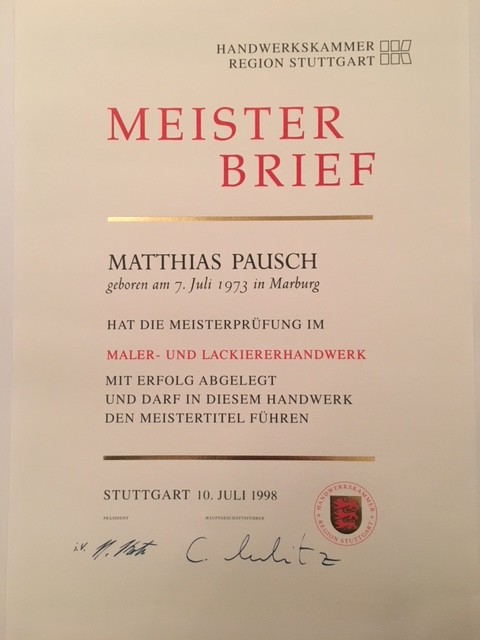 HANDWERKSKAMMER
REGION STUTTGART
MEISTER
BRIEF
MATTHIAS PAUSCH
geboren am 7. Juli 1973 in Marburg
HAT DIE MEISTERPRÜFUNG IM
MALER- UND LACKIERERHANDWERK
MIT ERFOLG ABGELEGT
UND DARF IN DIESEM HANDWERK
DEN MEISTERTITEL FÜHREN
STUTTGART 10. JULI 1998
PRÄSIDENT HAUPTGESCHÄFTSFÜHRER
i.V.
HANDWERKSKAMMER
REGION STUTTGART